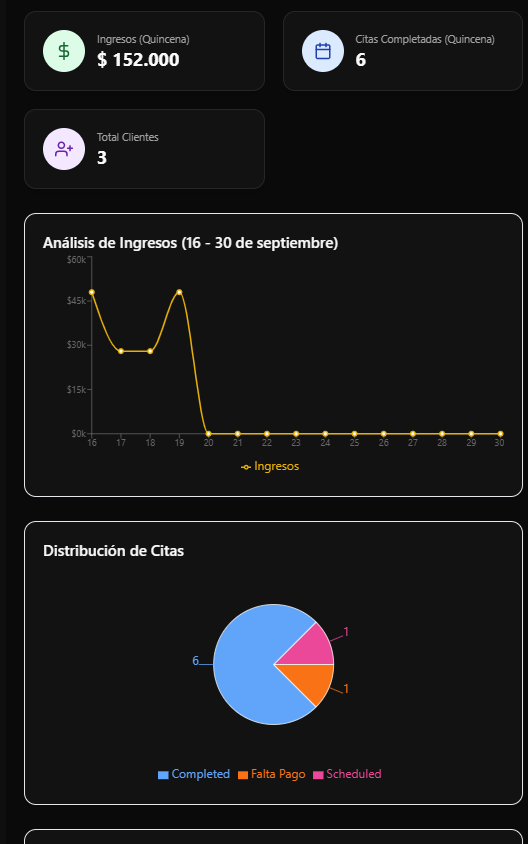 Ingresos (Quincena)
$ 152.000
Citas Completadas (Quincena)
6
Total Clientes
3
Análisis de Ingresos (16 - 30 de septiembre)
$60k
$45k
$30k
$15k
$0k
16 17 18 19 20 21 22 23 24 25 26 27 28 29 30
Ingresos
Distribución de Citas
1
6
1
Completed Falta Pago Scheduled